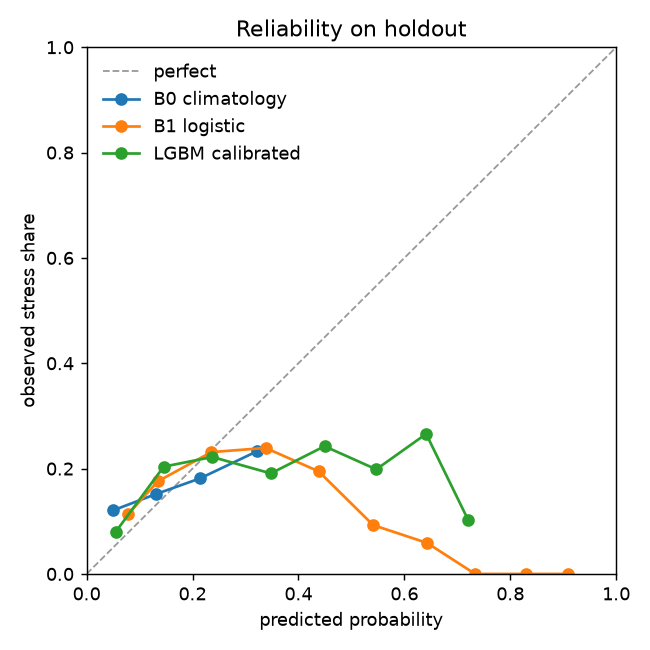 Reliability on holdout
1.0
0.8
0.6
0.4
0.2
0.0
observed stress share
perfect
B0 climatology
B1 logistic
LGBM calibrated
0.0 0.2 0.4 0.6 0.8 1.0
predicted probability